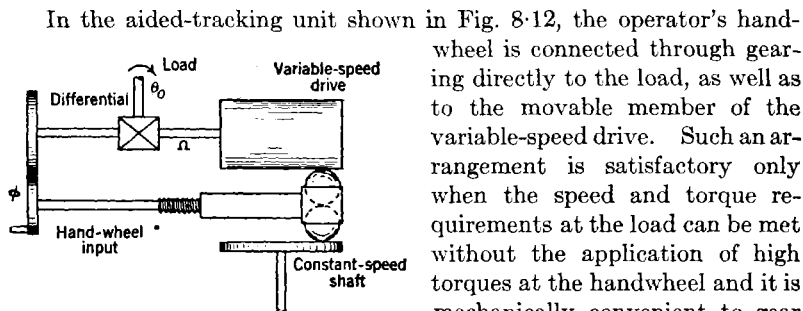 In the aided-tracking unit shown in Fig. 8·12, the operator's hand-
wheel is connected through gear-
ing directly to the load, as well as
to the movable member of the
variable-speed drive. Such an ar-
rangement is satisfactory only
when the speed and torque re-
quirements at the load can be met
without the application of high
torques at the handwheel and it is
mechanically convenient to gear
Load
θo
Variable-speed
drive
Differential
Ω
φ
Hand-wheel
input
Constant-speed
shaft